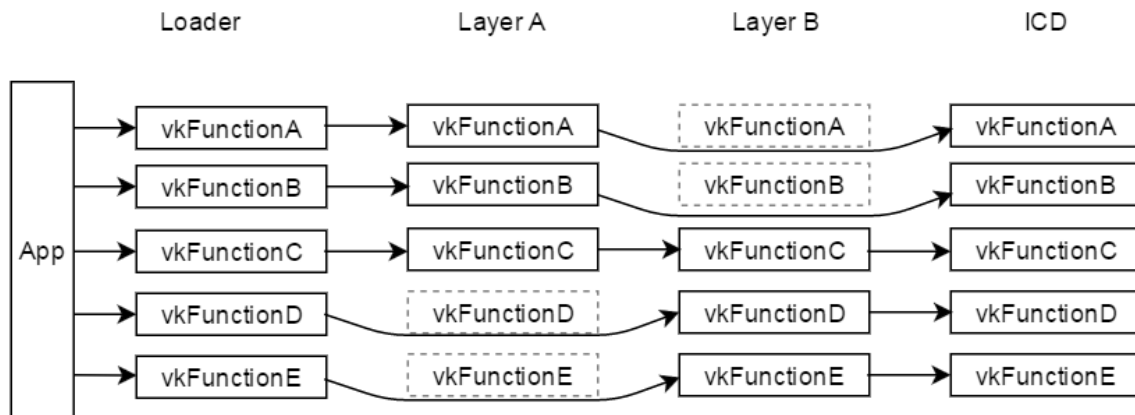 Loader Layer A Layer B ICD
vkFunctionA vkFunctionA vkFunctionA vkFunctionA
vkFunctionB vkFunctionB vkFunctionB vkFunctionB
App vkFunctionC vkFunctionC vkFunctionC vkFunctionC
vkFunctionD vkFunctionD vkFunctionD vkFunctionD
vkFunctionE vkFunctionE vkFunctionE vkFunctionE